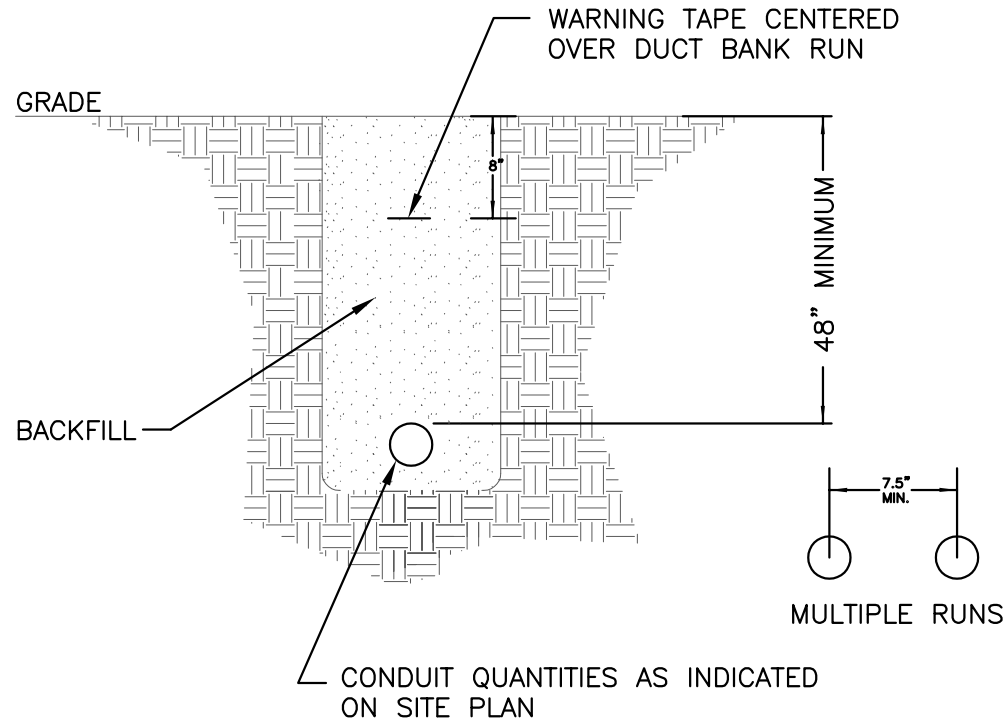 WARNING TAPE CENTERED
OVER DUCT BANK RUN
GRADE
8"
48" MINIMUM
BACKFILL
7.5"
MIN.
MULTIPLE RUNS
CONDUIT QUANTITIES AS INDICATED
ON SITE PLAN